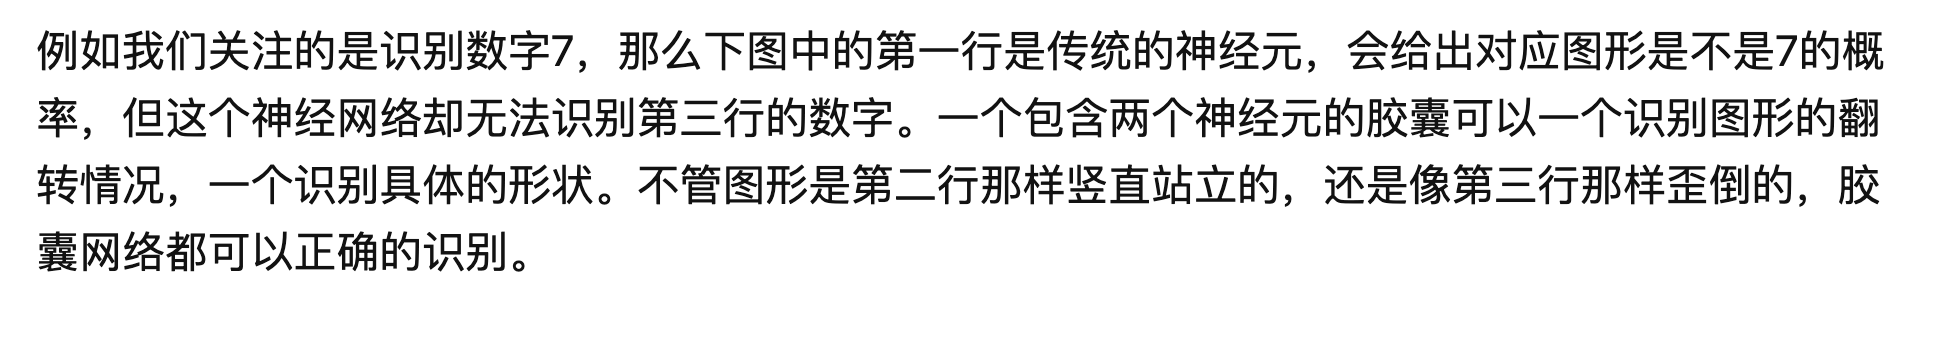 例如我们关注的是识别数字7，那么下图中的第一行是传统的神经元，会给出对应图形是不是7的概
率，但这个神经网络却无法识别第三行的数字。一个包含两个神经元的胶囊可以一个识别图形的翻
转情况，一个识别具体的形状。不管图形是第二行那样竖直站立的，还是像第三行那样歪倒的，胶
囊网络都可以正确的识别。